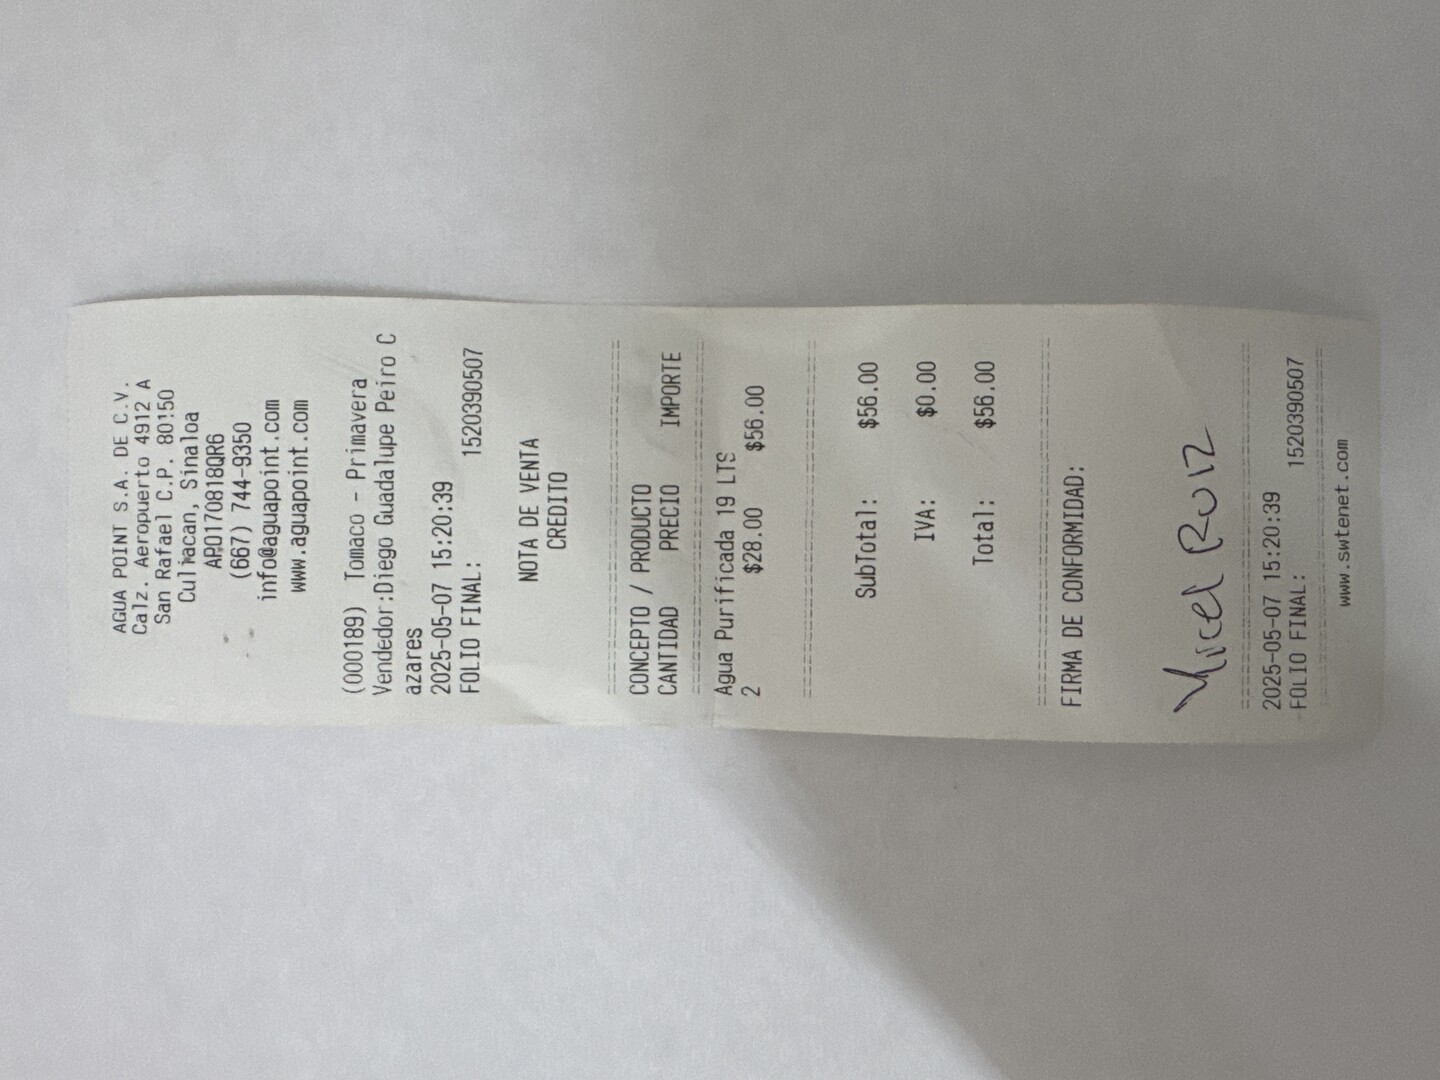 AGUA POINT S.A. DE C.V.
Calz. Aeropuerto 4912 A
San Rafael C.P. 80150
Culiacan, Sinaloa
APO170818QR6
(667) 744-9350
info@aguapoint.com
www.aguapoint.com
(000189) Tomaco - Primavera
Vendedor:Diego Guadalupe Peiro C
azares
2025-05-07 15:20:39
FOLIO FINAL: 1520390507
NOTA DE VENTA
CREDITO
CONCEPTO / PRODUCTO
CANTIDAD PRECIO IMPORTE
Agua Purificada 19 LTS
2 $28.00 $56.00
SubTotal: $56.00
IVA: $0.00
Total: $56.00
FIRMA DE CONFORMIDAD:
Ruiz
2025-05-07 15:20:39
FOLIO FINAL: 1520390507
www.swtenet.com